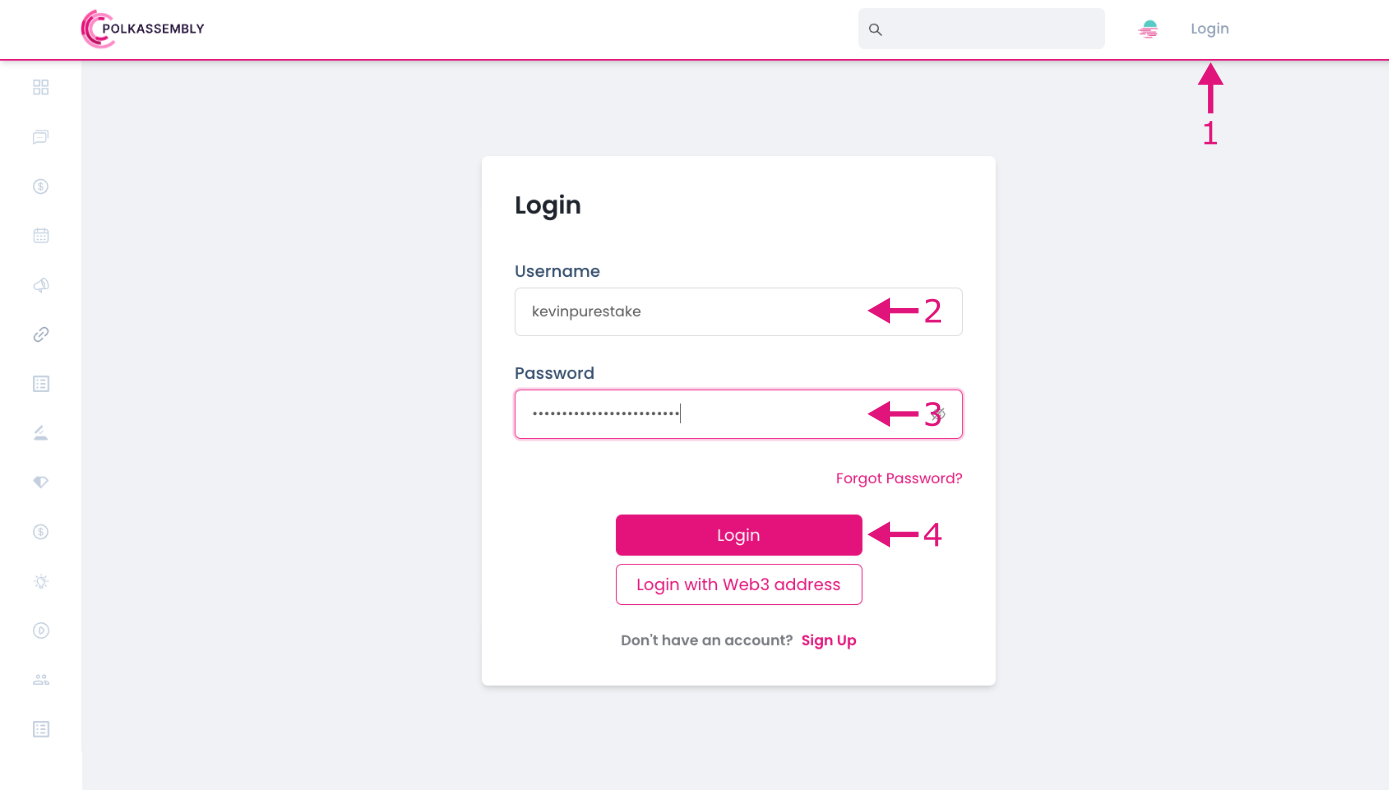 POLKASSEMBLY
Login
1
Login
Username
kevinpurestake
2
Password
••••••••••••••••••••••••••
3
Forgot Password?
Login
4
Login with Web3 address
Don't have an account? Sign Up